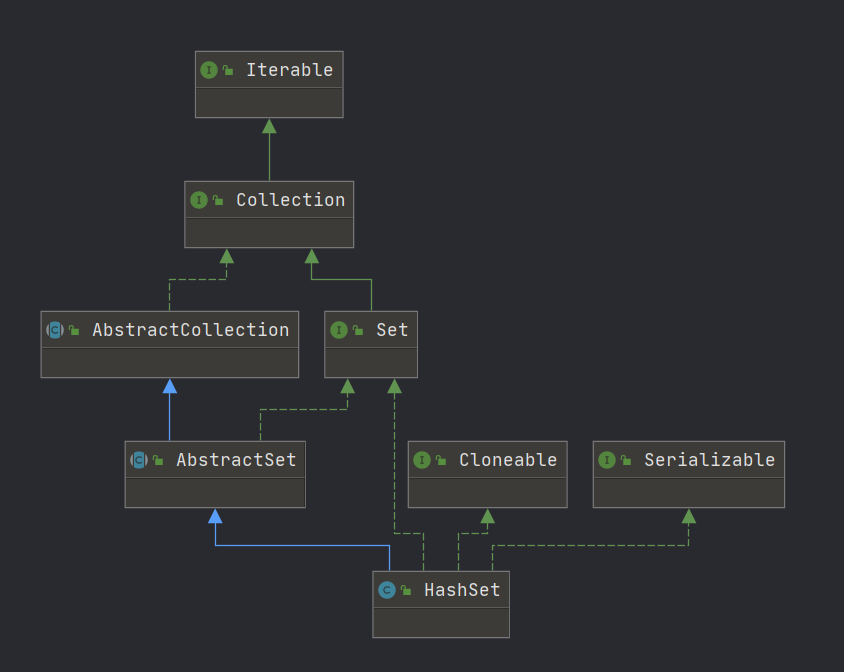 I Iterable
I Collection
C AbstractCollection
I Set
C AbstractSet
I Cloneable
I Serializable
C HashSet